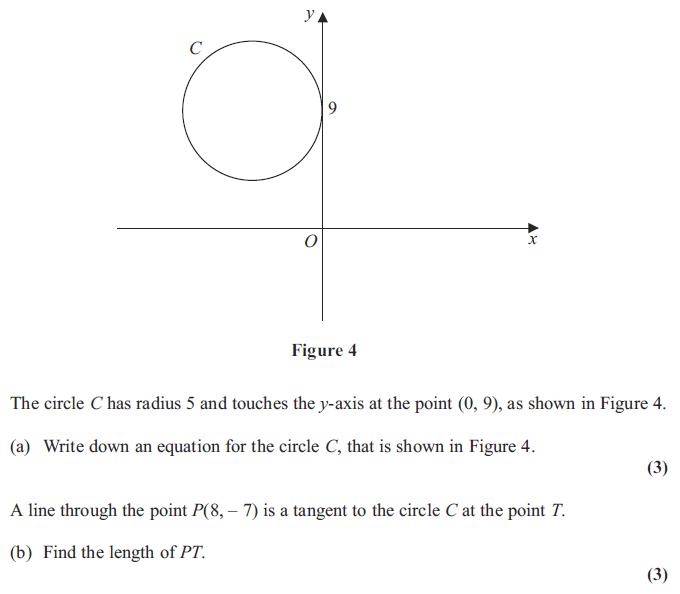 y
C
9
O
x
Figure 4
The circle C has radius 5 and touches the y-axis at the point (0, 9), as shown in Figure 4.
(a) Write down an equation for the circle C, that is shown in Figure 4.
(3)
A line through the point P(8, – 7) is a tangent to the circle C at the point T.
(b) Find the length of PT.
(3)